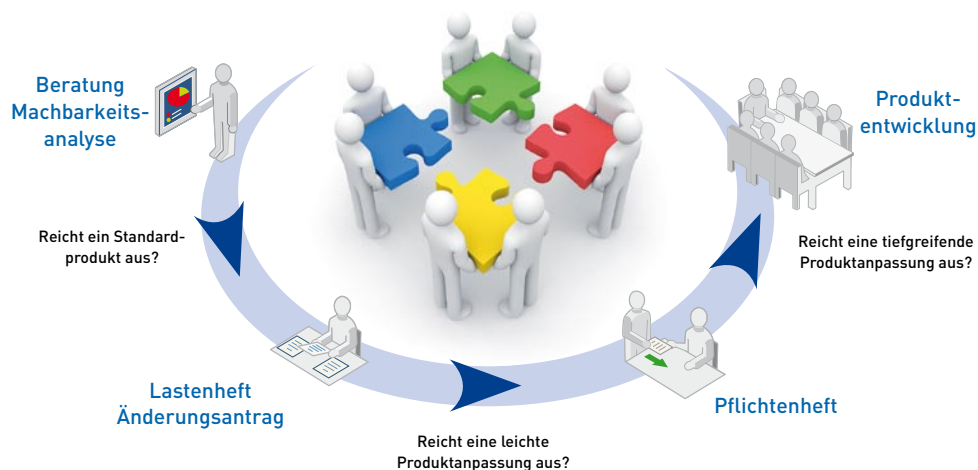 Beratung
Machbarkeits-
analyse
Reicht ein Standard-
produkt aus?
Lastenheft
Änderungsantrag
Reicht eine leichte
Produktanpassung aus?
Pflichtenheft
Reicht eine tiefgreifende
Produktanpassung aus?
Produkt-
entwicklung